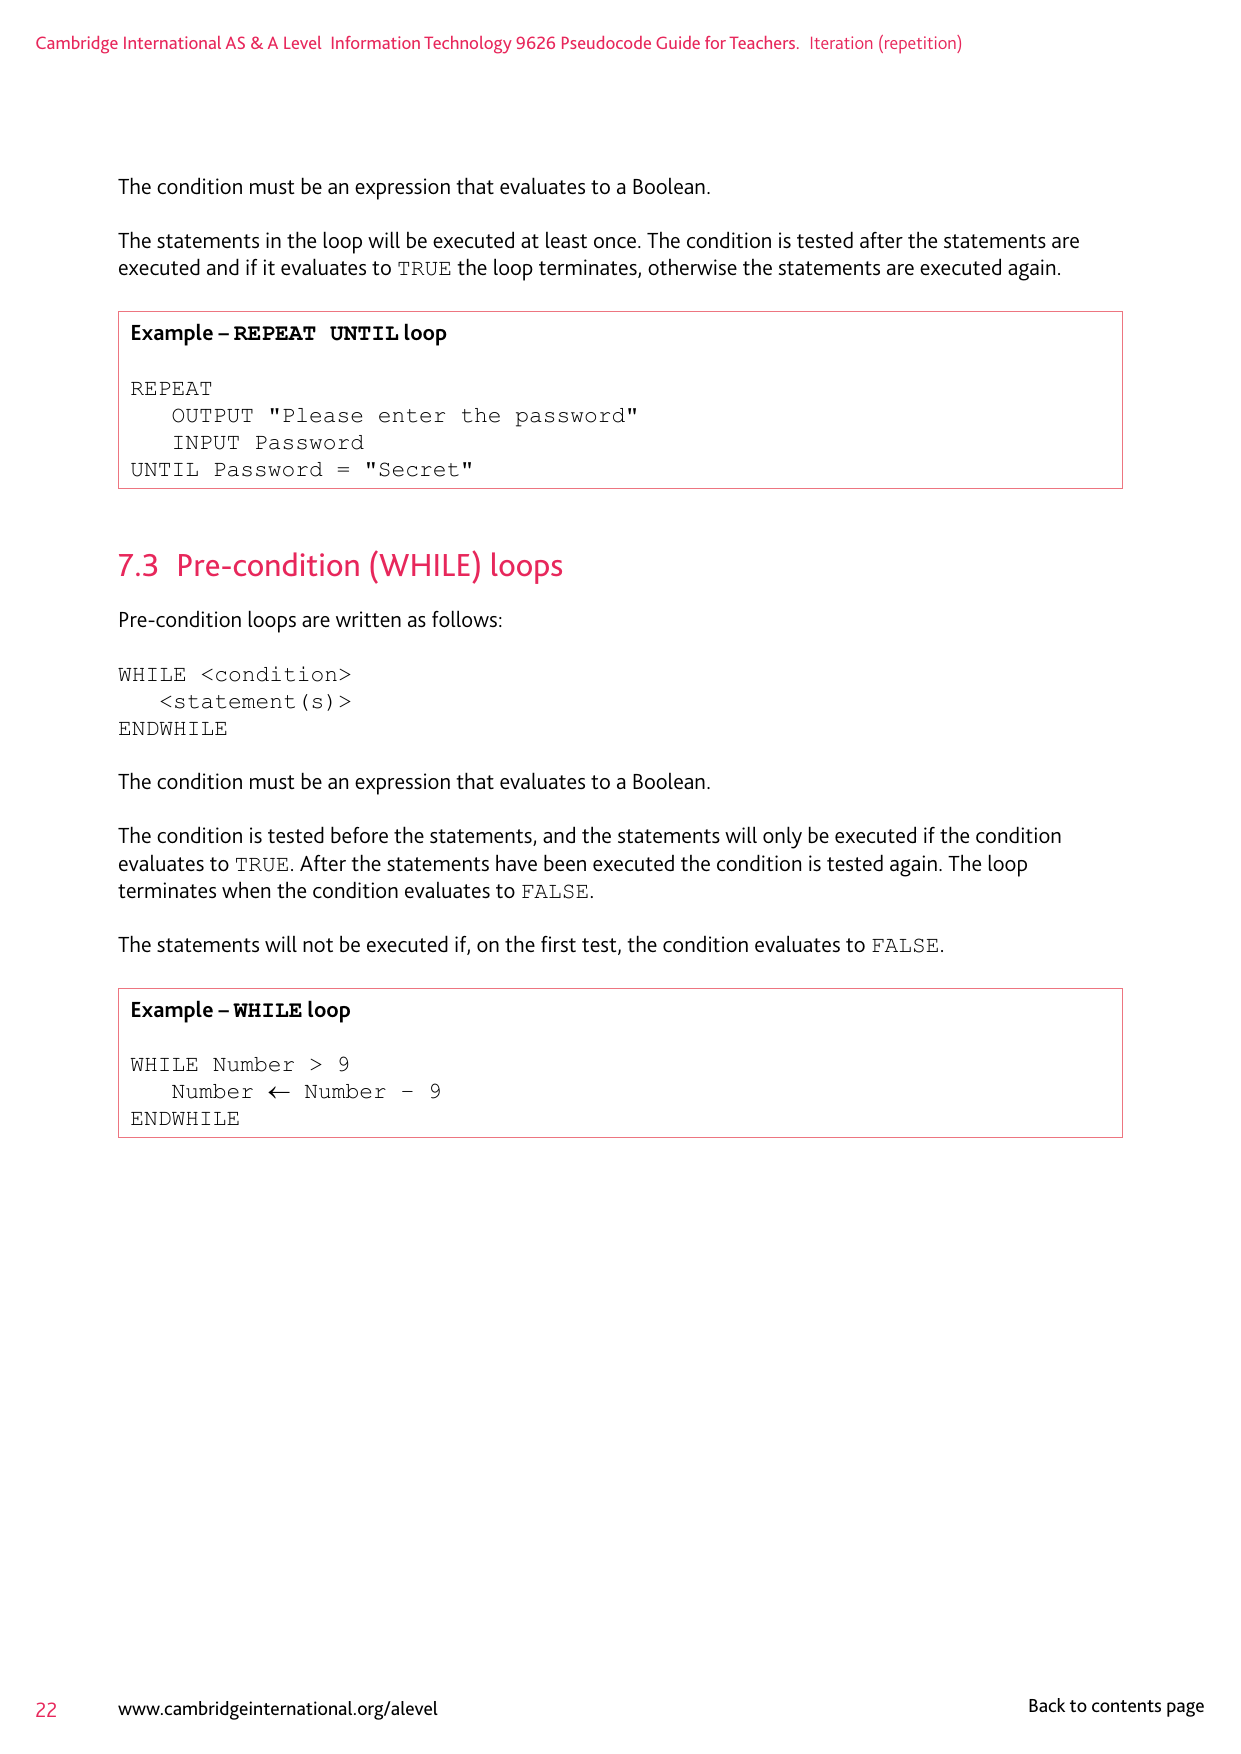 Cambridge International AS & A Level  Information Technology 9626 Pseudocode Guide for Teachers.  Iteration (repetition)
The condition must be an expression that evaluates to a Boolean.
The statements in the loop will be executed at least once. The condition is tested after the statements are
executed and if it evaluates to TRUE the loop terminates, otherwise the statements are executed again.
Example – REPEAT UNTIL loop
REPEAT
   OUTPUT "Please enter the password"
   INPUT Password
UNTIL Password = "Secret"
7.3  Pre-condition (WHILE) loops
Pre-condition loops are written as follows:
WHILE <condition>
   <statement(s)>
ENDWHILE
The condition must be an expression that evaluates to a Boolean.
The condition is tested before the statements, and the statements will only be executed if the condition
evaluates to TRUE. After the statements have been executed the condition is tested again. The loop
terminates when the condition evaluates to FALSE.
The statements will not be executed if, on the first test, the condition evaluates to FALSE.
Example – WHILE loop
WHILE Number > 9
   Number ← Number – 9
ENDWHILE
22 www.cambridgeinternational.org/alevel Back to contents page